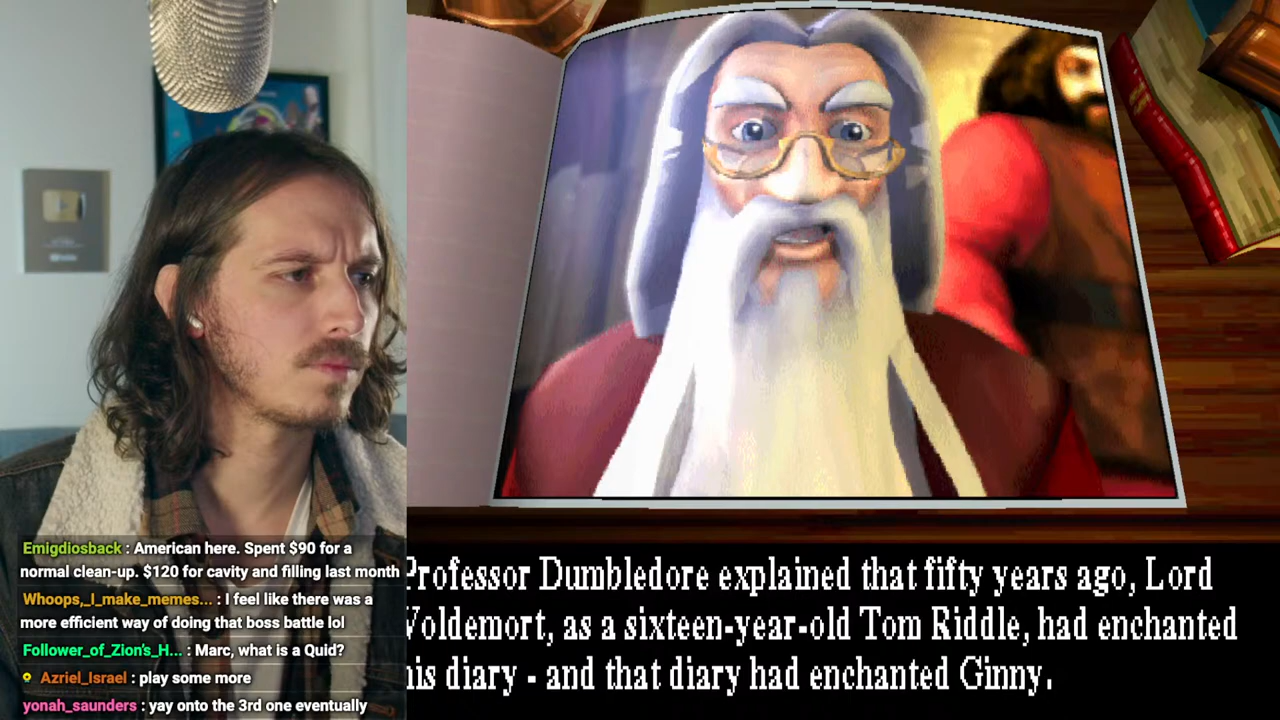 Emigdiosback : American here. Spent $90 for a
normal clean-up. $120 for cavity and filling last month
Whoops,_I_make_memes... : I feel like there was a
more efficient way of doing that boss battle lol
Follower_of_Zion's_H... : Marc, what is a Quid?
Azriel_Israel : play some more
yonah_saunders : yay onto the 3rd one eventually
Professor Dumbledore explained that fifty years ago, Lord
Voldemort, as a sixteen-year-old Tom Riddle, had enchanted
his diary - and that diary had enchanted Ginny.